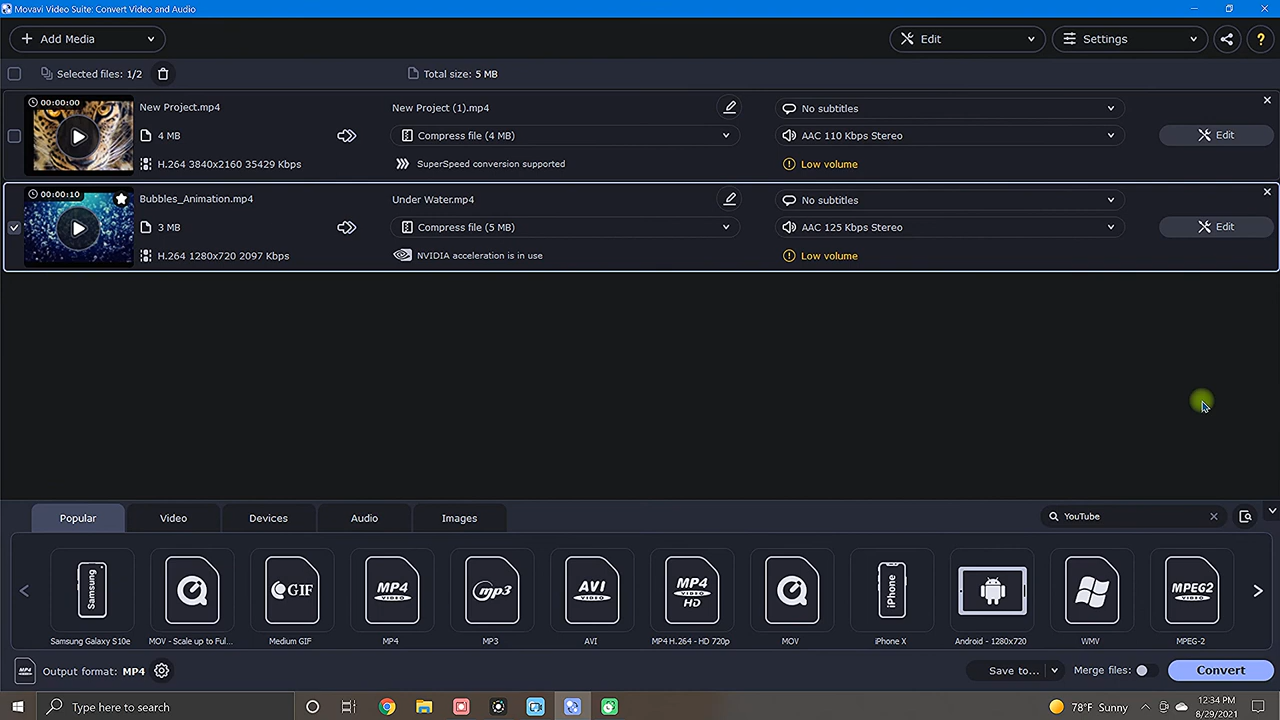 Movavi Video Suite: Convert Video and Audio
Add Media
Edit
Settings
?
Selected files: 1/2
Total size: 5 MB
00:00:00
New Project.mp4
New Project (1).mp4
No subtitles
4 MB
Compress file (4 MB)
AAC 110 Kbps Stereo
Edit
H.264 3840x2160 35429 Kbps
SuperSpeed conversion supported
Low volume
00:00:10
Bubbles_Animation.mp4
Under Water.mp4
No subtitles
3 MB
Compress file (5 MB)
AAC 125 Kbps Stereo
Edit
H.264 1280x720 2097 Kbps
NVIDIA acceleration is in use
Low volume
Popular
Video
Devices
Audio
Images
YouTube
Samsung
GIF
MP4 VIDEO
mp3
AVI VIDEO
MP4 VIDEO HD
iPhone
MPEG2 VIDEO
Samsung Galaxy S10e
MOV - Scale up to Ful...
Medium GIF
MP4
MP3
AVI
MP4 H.264 - HD 720p
MOV
iPhone X
Android - 1280x720
WMV
MPEG-2
Output format: MP4
Save to...
Merge files:
Convert
Type here to search
78°F Sunny
12:34 PM
8/29/2021